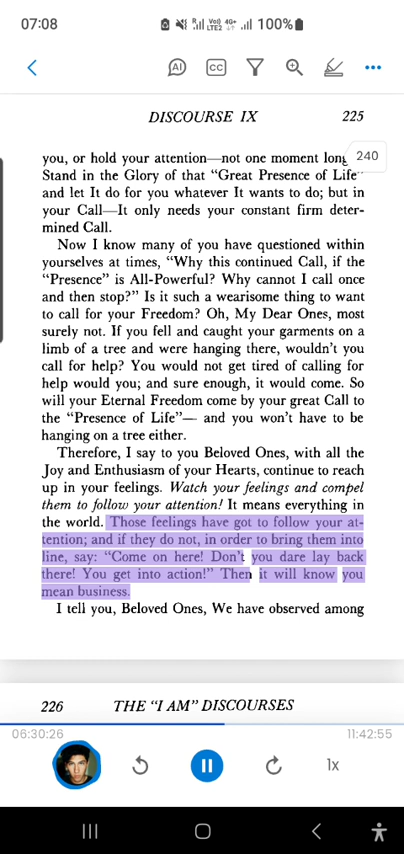 07:08
Vo)) 4G+
LTE2
100%
AI CC
DISCOURSE IX 225
240
you, or hold your attention—not one moment
Stand in the Glory of that “Great Presence of Life”
and let It do for you whatever It wants to do; but in
your Call—It only needs your constant firm deter-
mined Call.
Now I know many of you have questioned within
yourselves at times, “Why this continued Call, if the
“Presence” is All-Powerful? Why cannot I call once
and then stop?” Is it such a wearisome thing to want
to call for your Freedom? Oh, My Dear Ones, most
surely not. If you fell and caught your garments on a
limb of a tree and were hanging there, wouldn’t you
call for help? You would not get tired of calling for
help would you; and sure enough, it would come. So
will your Eternal Freedom come by your great Call to
the “Presence of Life”— and you won’t have to be
hanging on a tree either.
Therefore, I say to you Beloved Ones, with all the
Joy and Enthusiasm of your Hearts, continue to reach
up in your feelings. Watch your feelings and compel
them to follow your attention! It means everything in
the world. Those feelings have got to follow your at-
tention; and if they do not, in order to bring them into
line, say: “Come on here! Don’t you dare lay back
there! You get into action!” Then it will know you
mean business.
I tell you, Beloved Ones, We have observed among
226 THE “I AM” DISCOURSES
06:30:26 11:42:55
1x